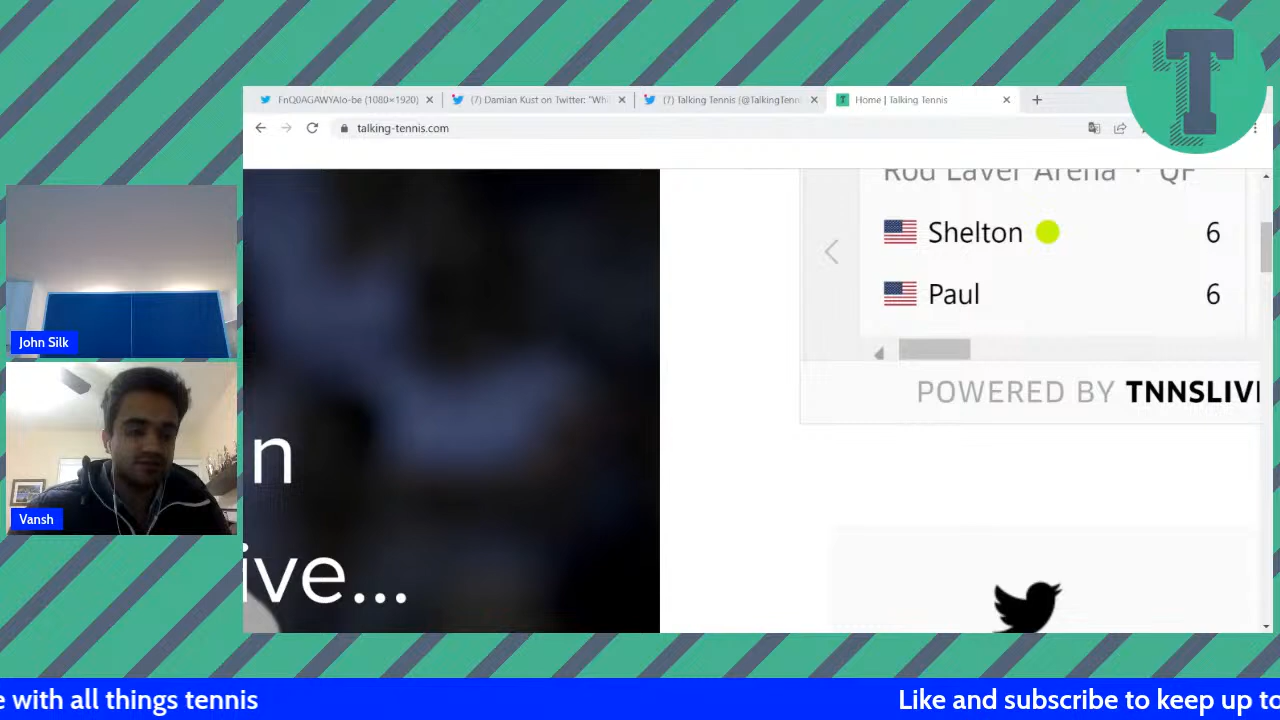 T
FnQ0AGAWYAIo-be (1080×1920)
(7) Damian Kust on Twitter: "Wh
(7) Talking Tennis (@TalkingTenn
T
Home | Talking Tennis
talking-tennis.com
Rod Laver Arena · QF
Shelton 6
Paul 6
POWERED BY TNNSLIVE
n
ive...
John Silk
Vansh
e with all things tennis
Like and subscribe to keep up to